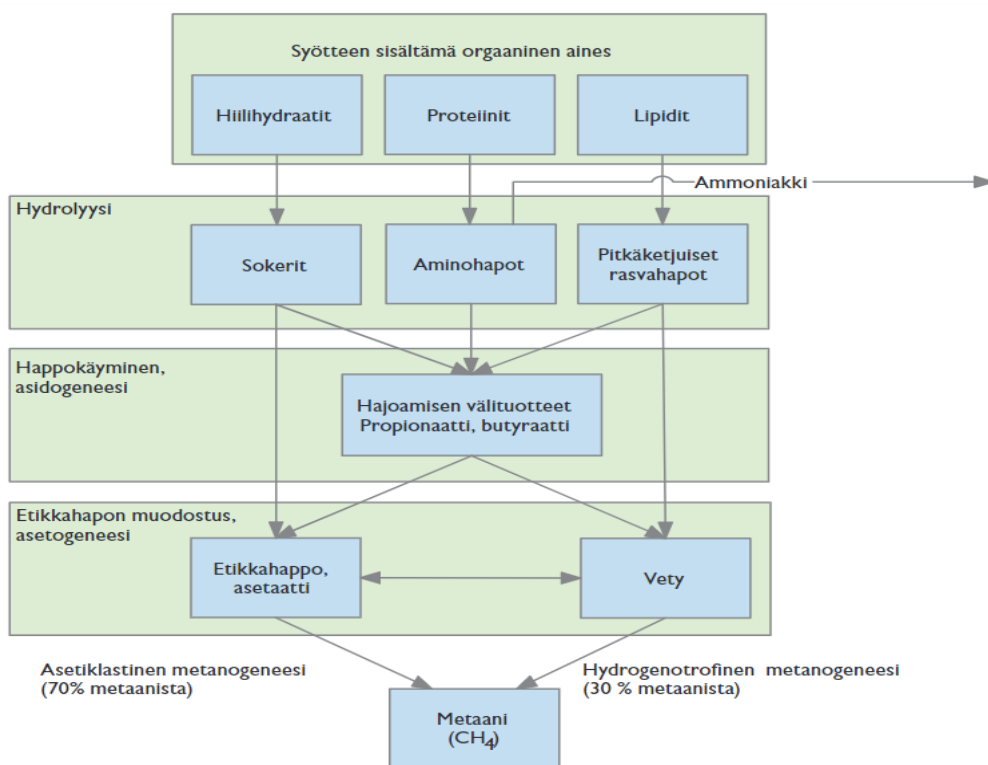 Syötteen sisältämä orgaaninen aines
Hiilihydraatit
Proteiinit
Lipidit
Ammoniakki
Hydrolyysi
Sokerit
Aminohapot
Pitkäketjuiset
rasvahapot
Happokäyminen,
asidogeneesi
Hajoamisen välituotteet
Propionaatti, butyraatti
Etikkahapon muodostus,
asetogeneesi
Etikkahappo,
asetaatti
Vety
Asetiklastinen metanogeneesi
(70% metaanista)
Hydrogenotrofinen metanogeneesi
(30 % metaanista)
Metaani
(CH4)